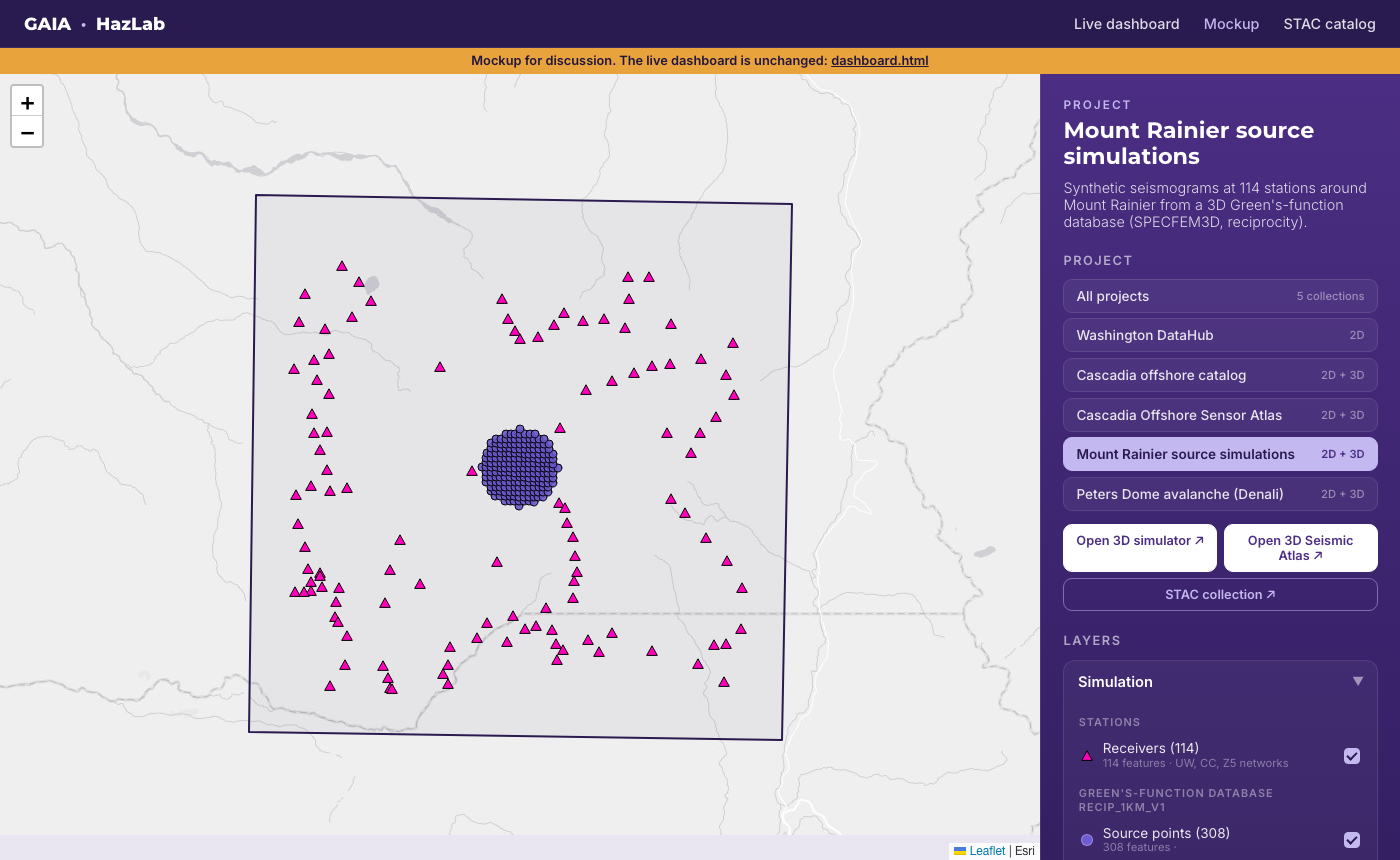 GAIA · HazLab
Live dashboard
Mockup
STAC catalog
Mockup for discussion. The live dashboard is unchanged: dashboard.html
+
−
PROJECT
Mount Rainier source
simulations
Synthetic seismograms at 114 stations around
Mount Rainier from a 3D Green's-function
database (SPECFEM3D, reciprocity).
PROJECT
All projects 5 collections
Washington DataHub 2D
Cascadia offshore catalog 2D + 3D
Cascadia Offshore Sensor Atlas 2D + 3D
Mount Rainier source simulations 2D + 3D
Peters Dome avalanche (Denali) 2D + 3D
Open 3D simulator ↗
Open 3D Seismic
Atlas ↗
STAC collection ↗
LAYERS
Simulation ▼
STATIONS
Receivers (114)
114 features · UW, CC, Z5 networks
GREEN'S-FUNCTION DATABASE
RECIP_1KM_V1
Source points (308)
308 features ·
Leaflet | Esri